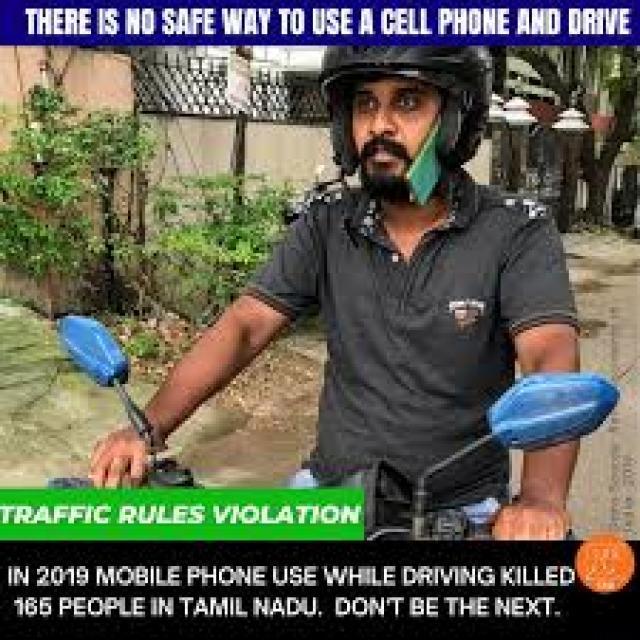 THERE IS NO SAFE WAY TO USE A CELL PHONE AND DRIVE
TRAFFIC RULES VIOLATION
IN 2019 MOBILE PHONE USE WHILE DRIVING KILLED
165 PEOPLE IN TAMIL NADU. DON'T BE THE NEXT.